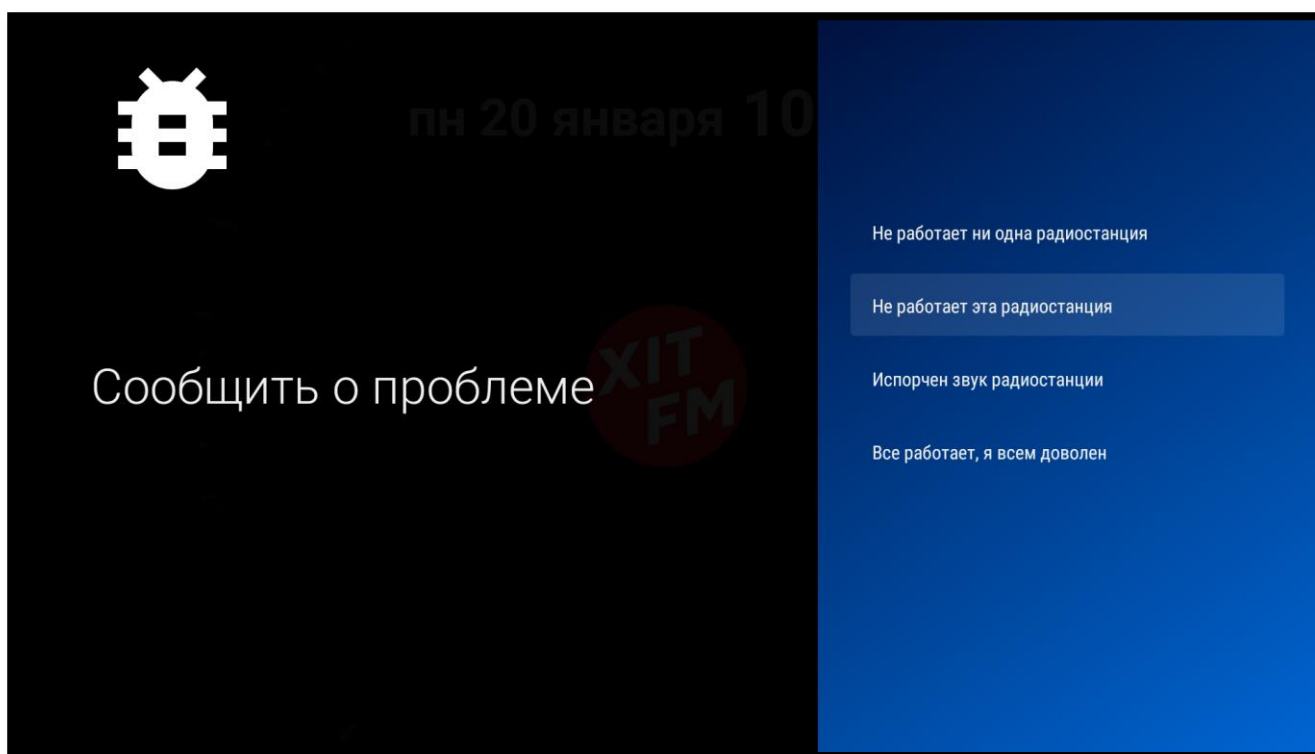 пн 20 января 10
Сообщить о проблеме
ХІТ
FM
Не работает ни одна радиостанция
Не работает эта радиостанция
Испорчен звук радиостанции
Все работает, я всем доволен